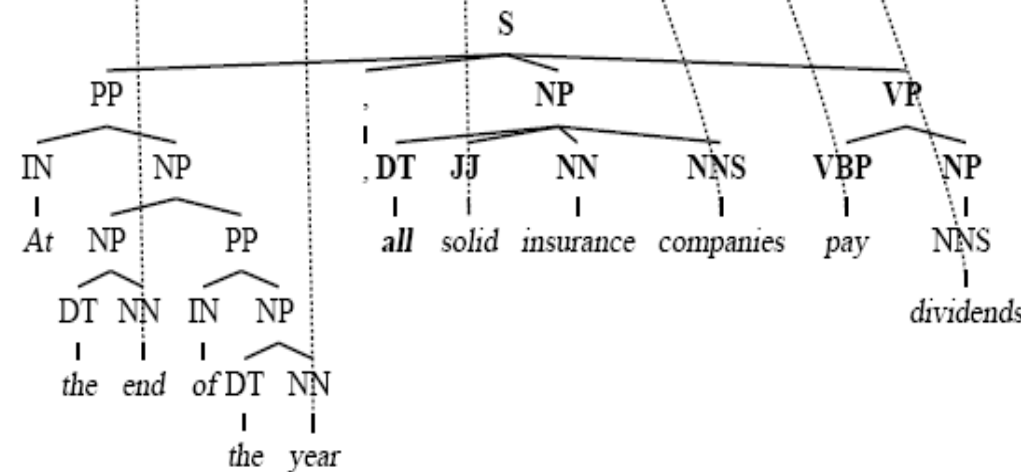 S
PP , NP VP
IN NP , DT JJ NN NNS VBP NP
At NP PP all solid insurance companies pay NNS
DT NN IN NP dividends
the end of DT NN
the year